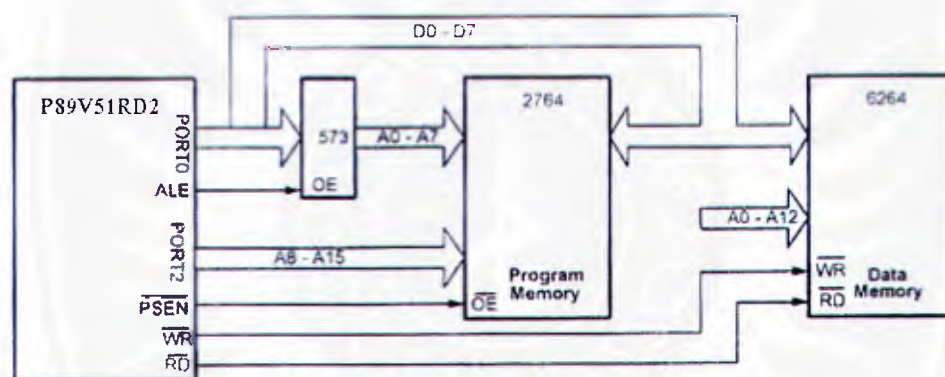 D0 - D7
P89V51RD2
PORT0
ALE
PORT2
PSEN
WR
RD
573
OE
A0 - A7
A8 - A15
2764
Program
Memory
OE
6264
A0 - A12
WR
RD
Data
Memory